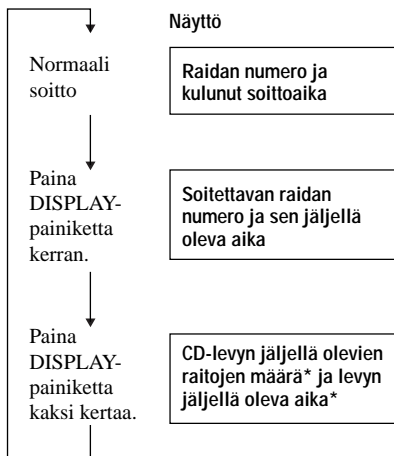 Näyttö
Normaali
soitto
Raidan numero ja
kulunut soittoaika
Paina
DISPLAY-
painiketta
kerran.
Soitettavan raidan
numero ja sen jäljellä
oleva aika
Paina
DISPLAY-
painiketta
kaksi kertaa.
CD-levyn jäljellä olevien
raitojen määrä* ja levyn
jäljellä oleva aika*